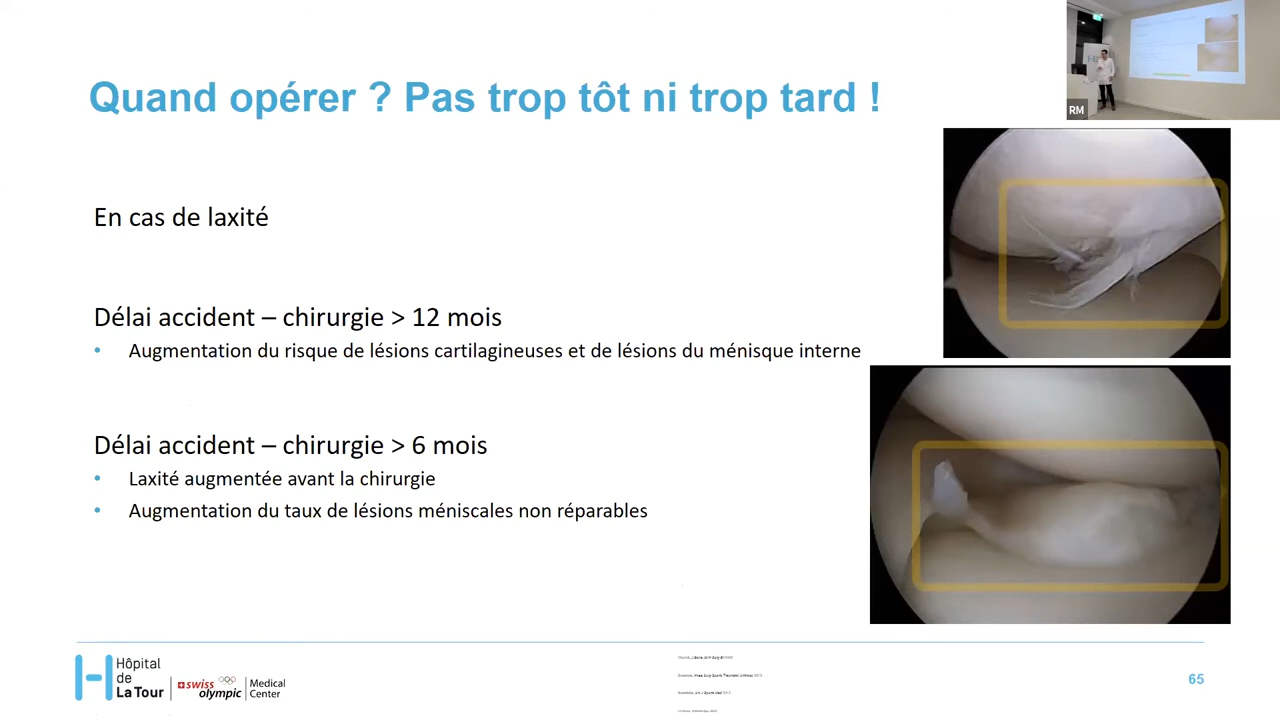 Quand opérer ? Pas trop tôt ni trop tard !
RM
En cas de laxité
Délai accident – chirurgie > 12 mois
• Augmentation du risque de lésions cartilagineuses et de lésions du ménisque interne
Délai accident – chirurgie > 6 mois
• Laxité augmentée avant la chirurgie
• Augmentation du taux de lésions méniscales non réparables
Hôpital
de
La Tour
swiss
olympic
Medical
Center
65